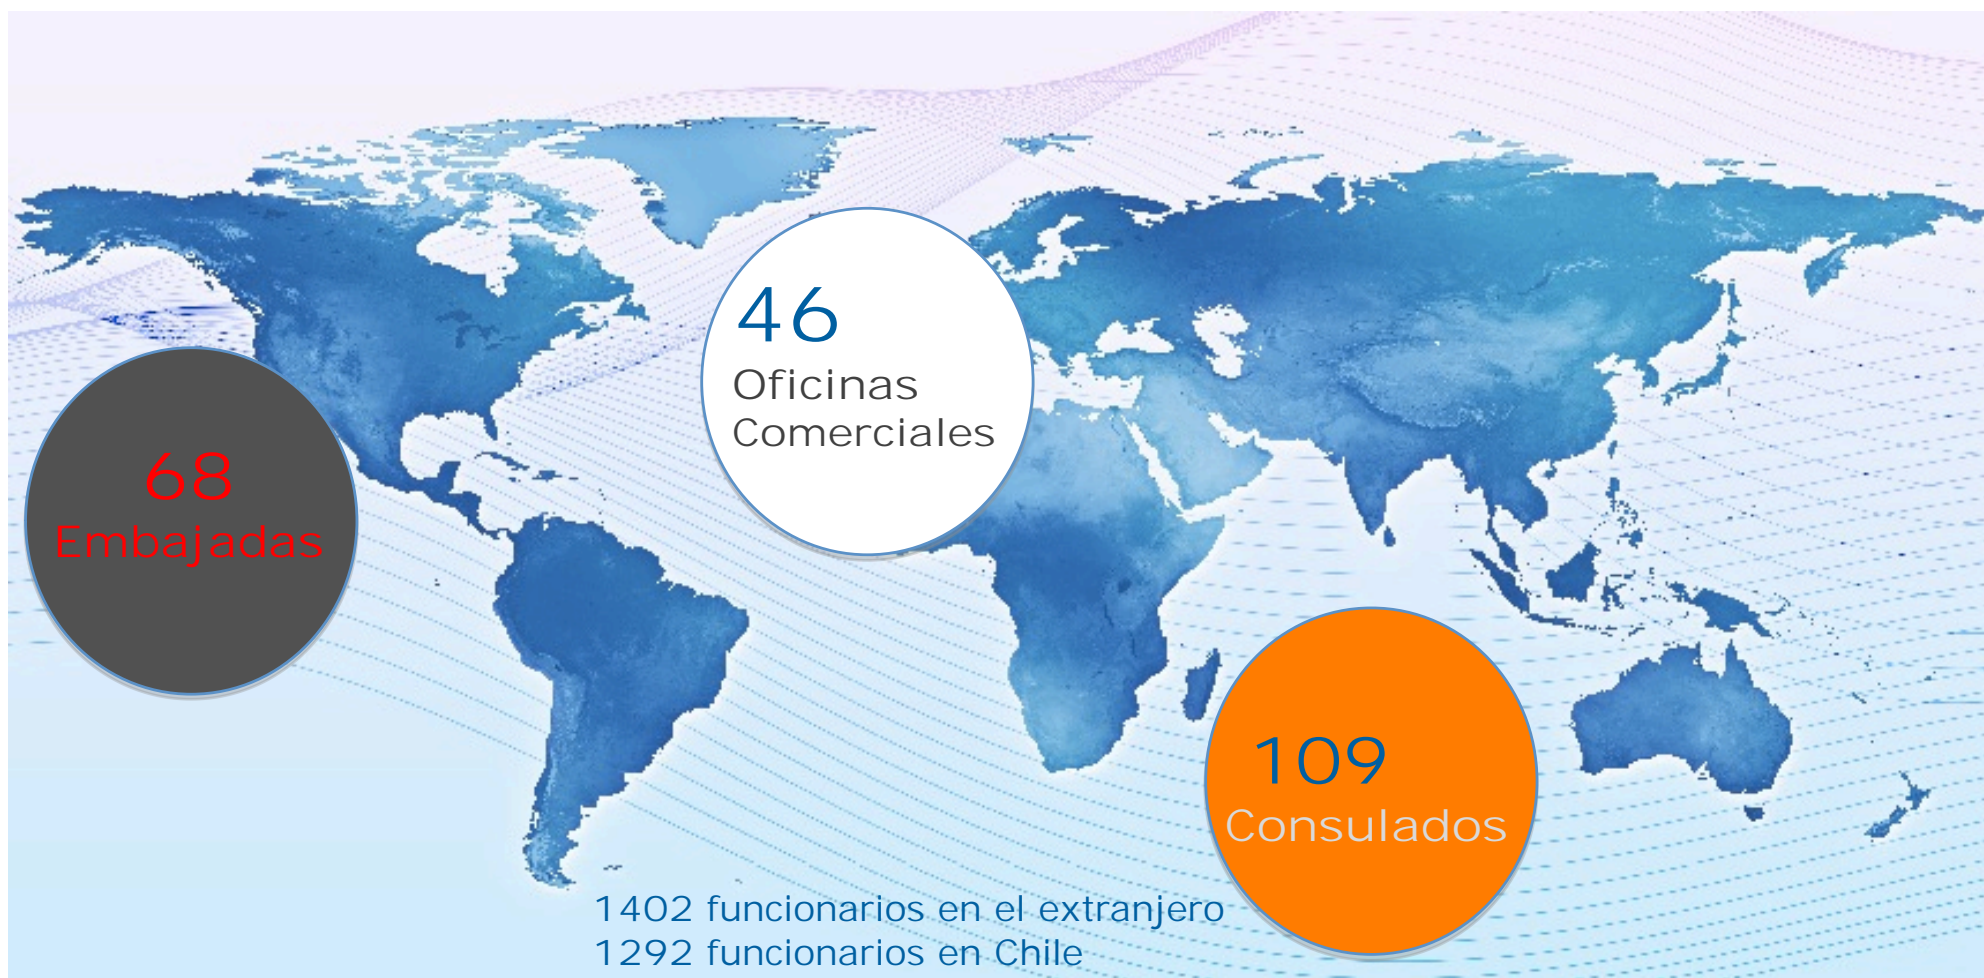 46
Oficinas
Comerciales
68
Embajadas
109
Consulados
1402 funcionarios en el extranjero
1292 funcionarios en Chile